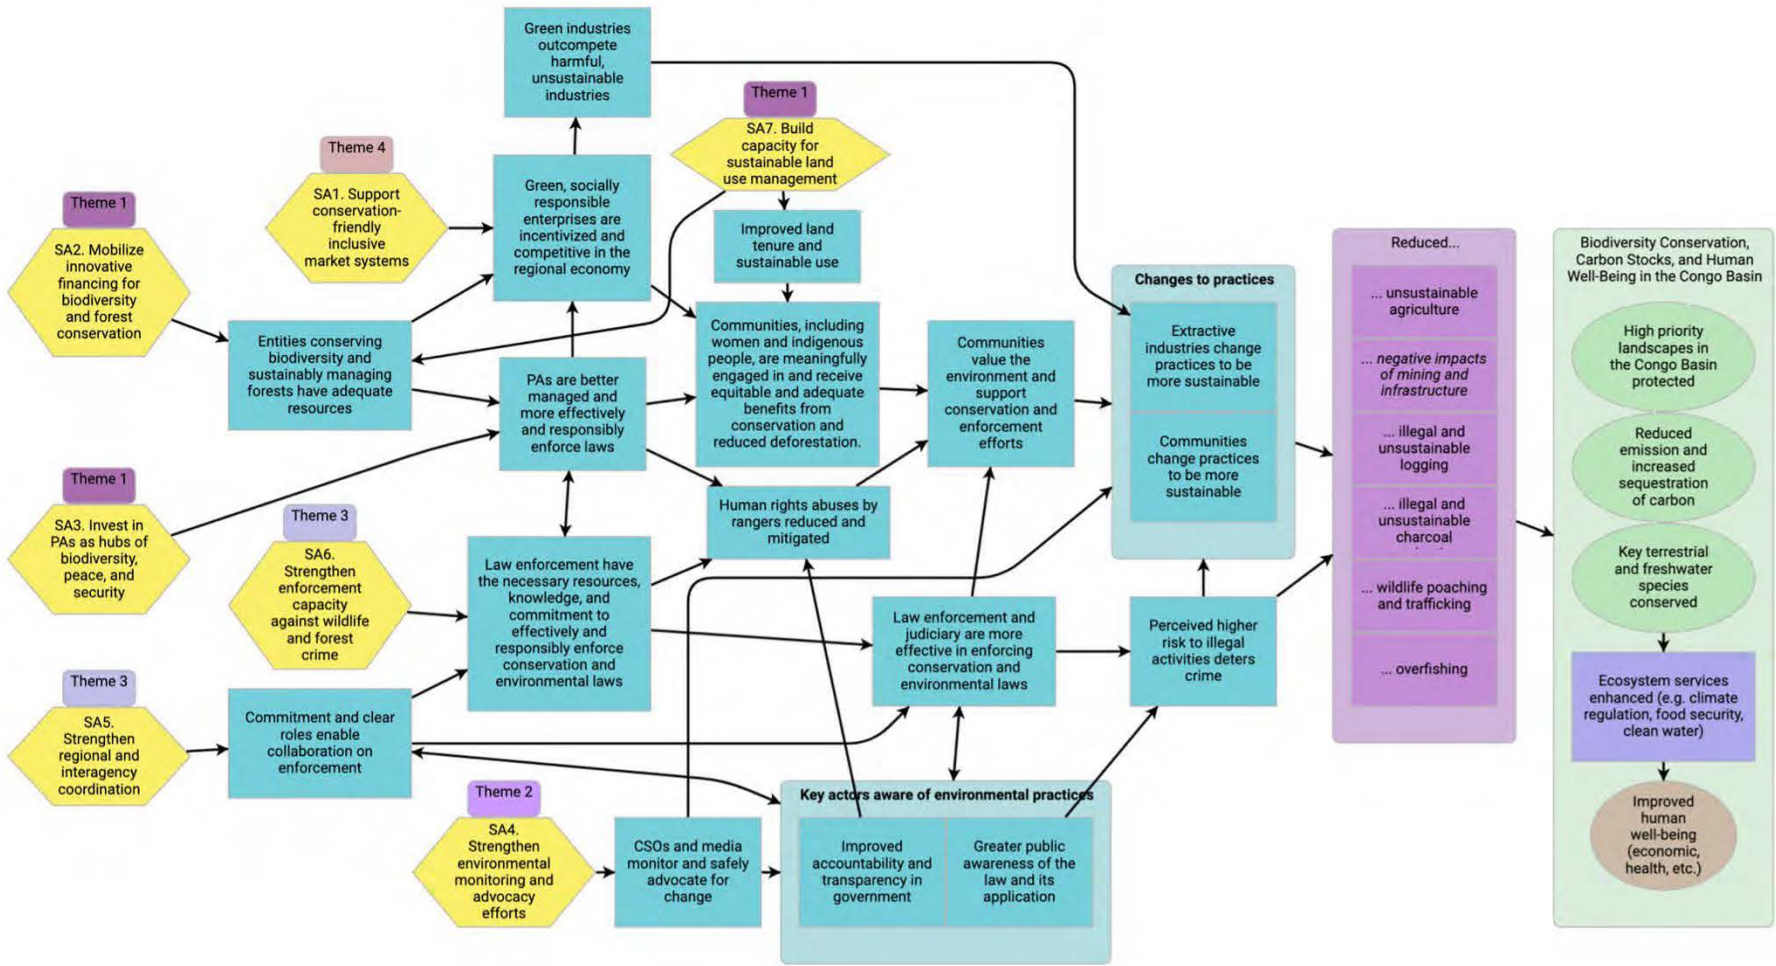 Green industries
outcompete
harmful,
unsustainable
industries
Theme 1
SA7. Build
capacity for
sustainable land
use management
Theme 4
SA1. Support
conservation-
friendly
inclusive
market systems
Green, socially
responsible
enterprises are
incentivized and
competitive in the
regional economy
Improved land
tenure and
sustainable use
Theme 1
SA2. Mobilize
innovative
financing for
biodiversity
and forest
conservation
Entities conserving
biodiversity and
sustainably managing
forests have adequate
resources
PAs are better
managed and
more effectively
and responsibly
enforce laws
Communities, including
women and indigenous
people, are meaningfully
engaged in and receive
equitable and adequate
benefits from
conservation and
reduced deforestation.
Communities
value the
environment and
support
conservation and
enforcement
efforts
Changes to practices
Extractive
industries change
practices to be
more sustainable
Communities
change practices
to be more
sustainable
Theme 1
SA3. Invest in
PAs as hubs of
biodiversity,
peace, and
security
Theme 3
SA6.
Strengthen
enforcement
capacity
against wildlife
and forest
crime
Law enforcement have
the necessary resources,
knowledge, and
commitment to
effectively and
responsibly enforce
conservation and
environmental laws
Human rights abuses by
rangers reduced and
mitigated
Law enforcement and
judiciary are more
effective in enforcing
conservation and
environmental laws
Perceived higher
risk to illegal
activities deters
crime
Theme 3
SA5.
Strengthen
regional and
interagency
coordination
Commitment and clear
roles enable
collaboration on
enforcement
Theme 2
SA4.
Strengthen
environmental
monitoring and
advocacy
efforts
CSOs and media
monitor and safely
advocate for
change
Key actors aware of environmental practices
Improved
accountability and
transparency in
government
Greater public
awareness of the
law and its
application
Reduced...
... unsustainable
agriculture
... negative impacts
of mining and
infrastructure
... illegal and
unsustainable
logging
... illegal and
unsustainable
charcoal
... wildlife poaching
and trafficking
... overfishing
Biodiversity Conservation,
Carbon Stocks, and Human
Well-Being in the Congo Basin
High priority
landscapes in
the Congo Basin
protected
Reduced
emission and
increased
sequestration
of carbon
Key terrestrial
and freshwater
species
conserved
Ecosystem services
enhanced (e.g. climate
regulation, food security,
clean water)
Improved
human
well-being
(economic,
health, etc.)